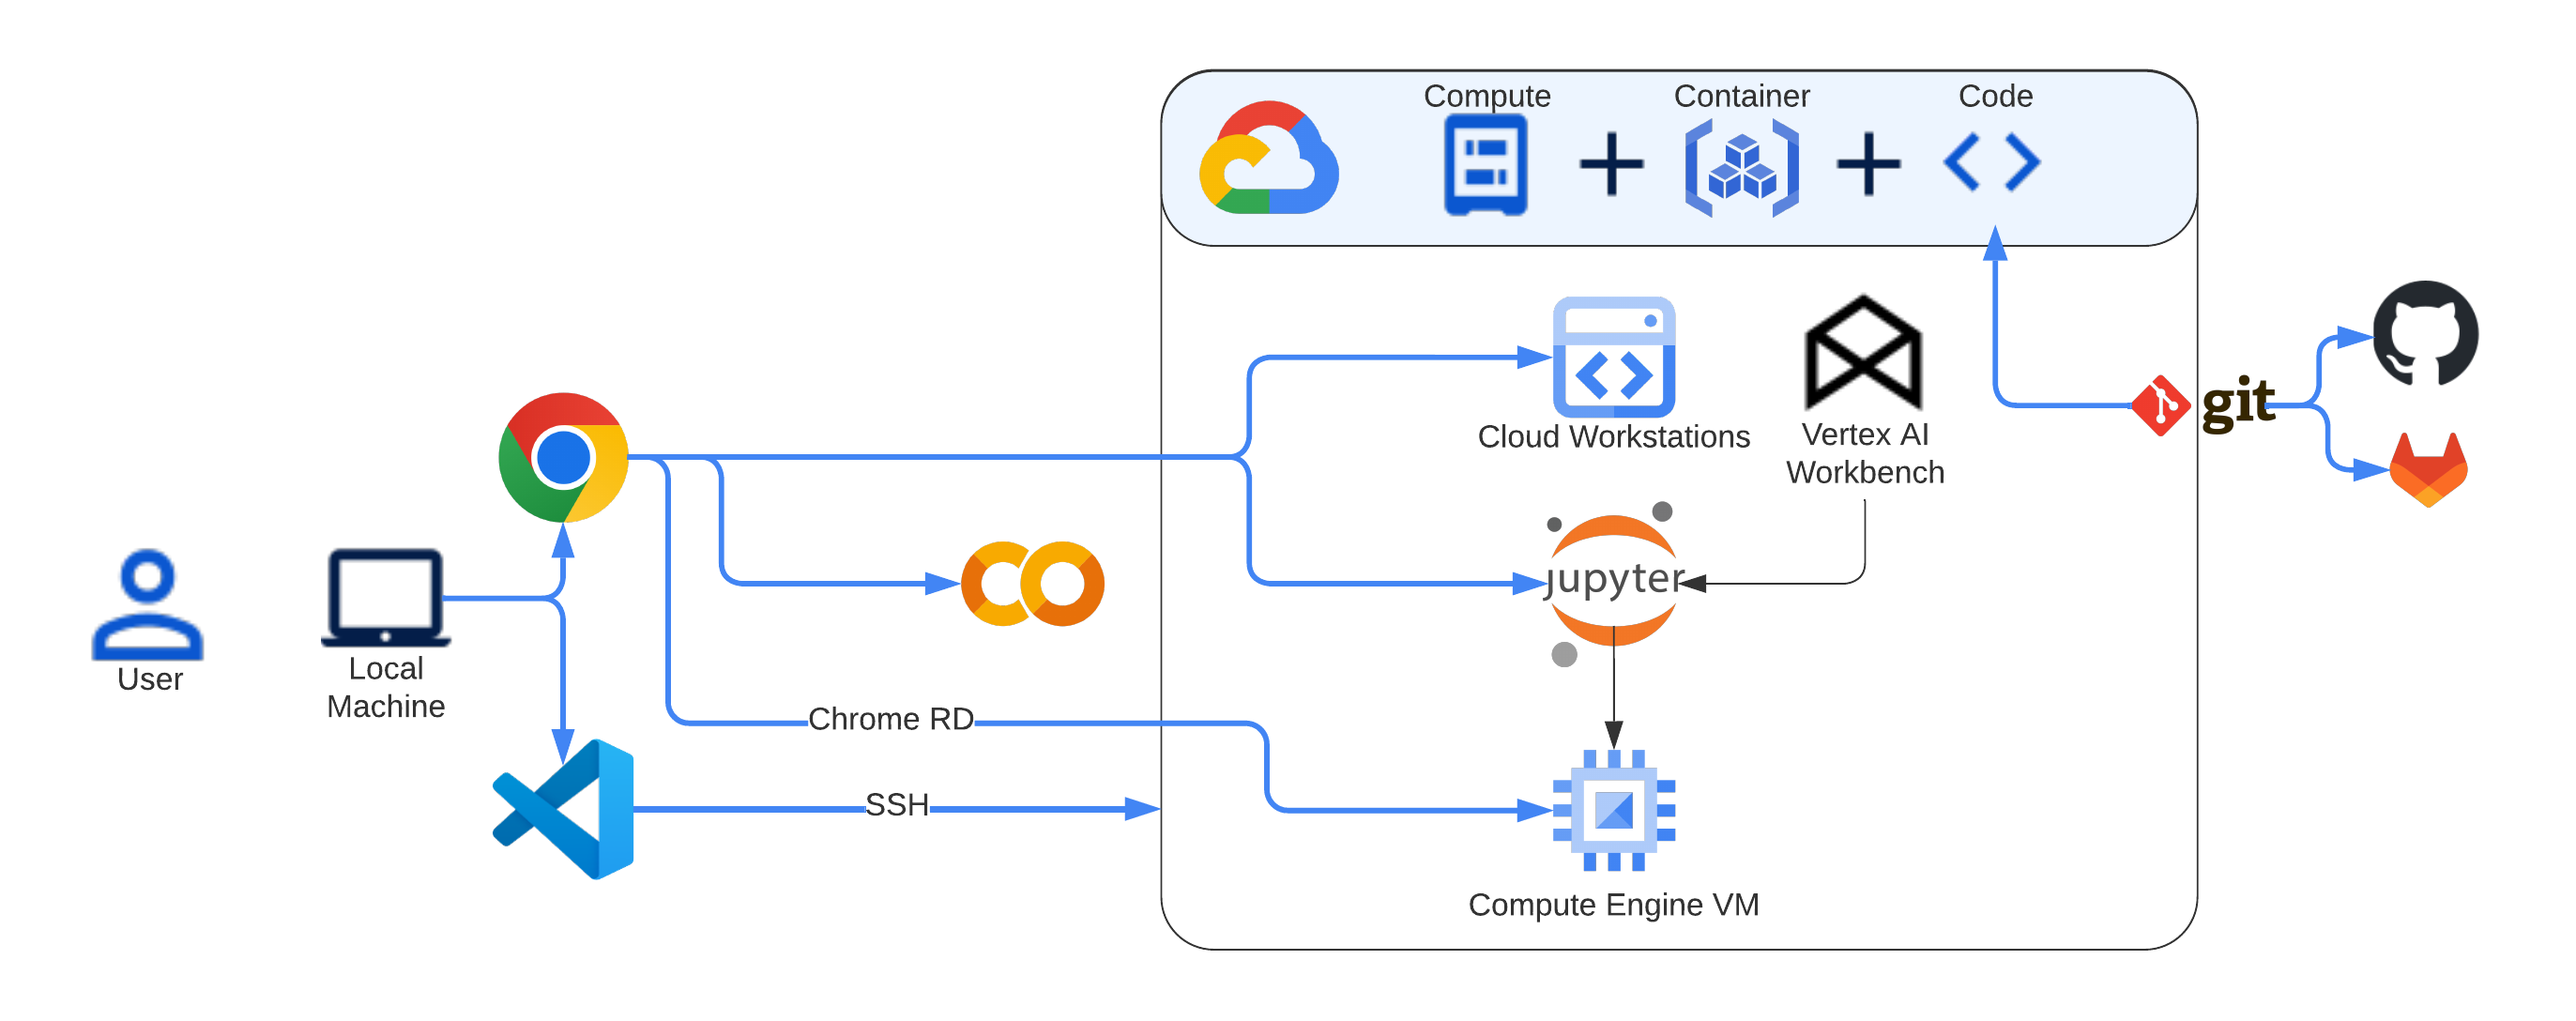 Compute
Container
Code
Cloud Workstations
Vertex AI
Workbench
git
jupyter
User
Local
Machine
Chrome RD
SSH
Compute Engine VM